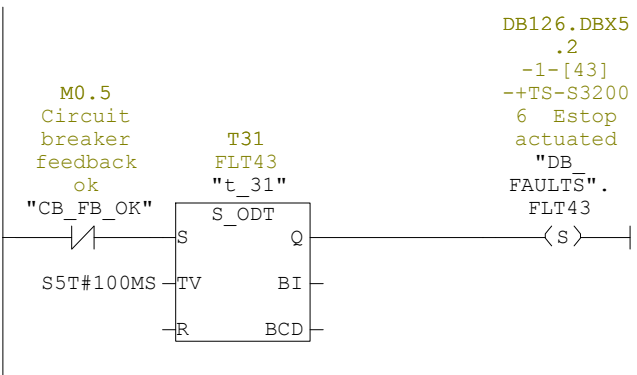 DB126.DBX5
.2
-1-[43]
-+TS-S3200
6 Estop
actuated
"DB_
FAULTS".
FLT43
M0.5
Circuit
breaker
feedback
ok
"CB_FB_OK"
T31
FLT43
"t_31"
S_ODT
S
Q
(S)
S5T#100MS
TV
BI
R
BCD